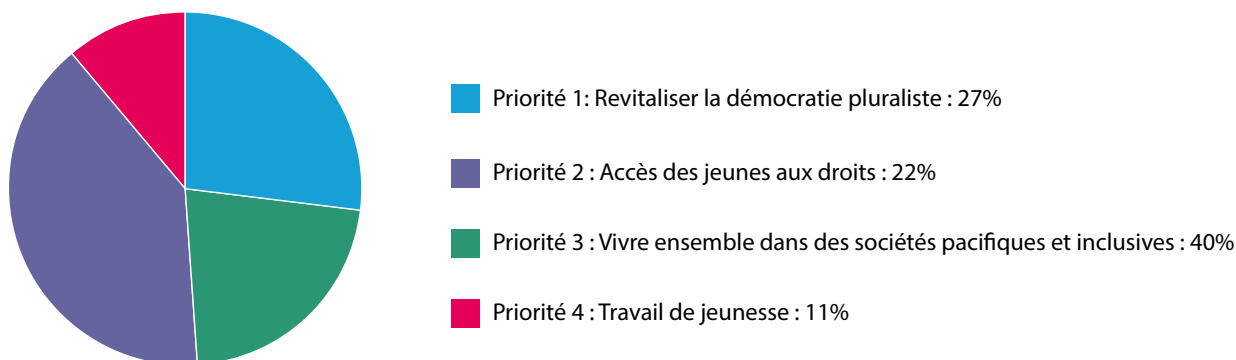 Priorité 1: Revitaliser la démocratie pluraliste : 27%
Priorité 2 : Accès des jeunes aux droits : 22%
Priorité 3 : Vivre ensemble dans des sociétés pacifiques et inclusives : 40%
Priorité 4 : Travail de jeunesse : 11%